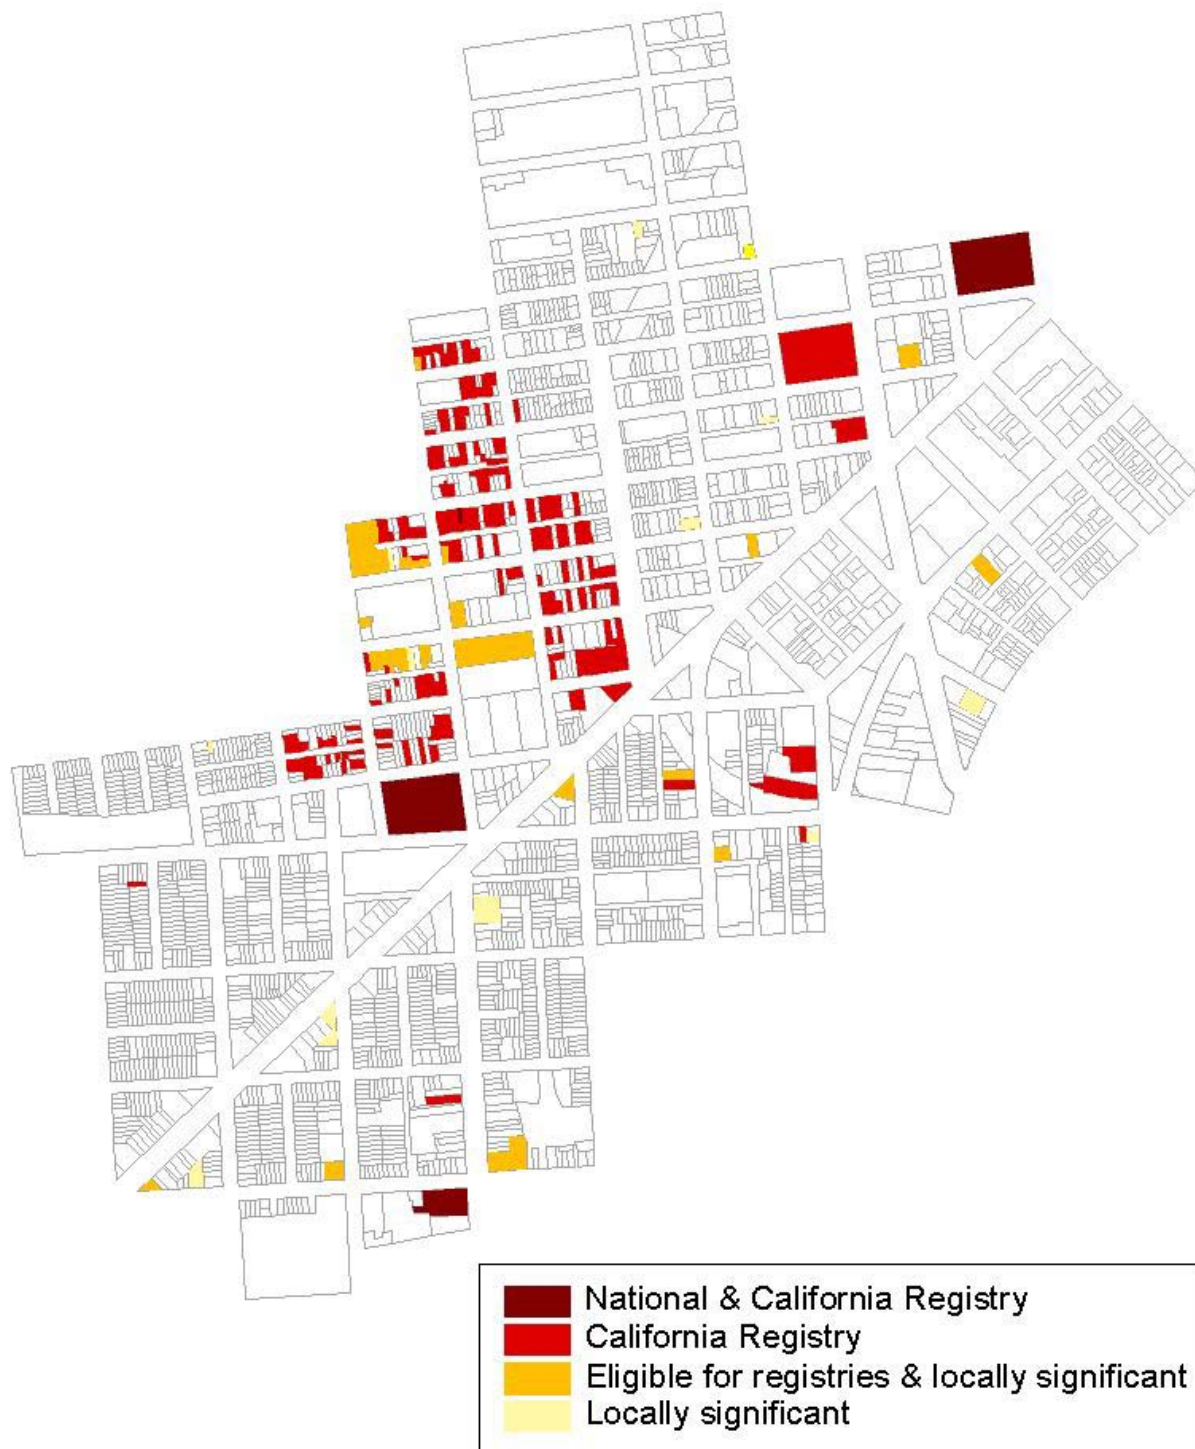 National & California Registry
California Registry
Eligible for registries & locally significant
Locally significant